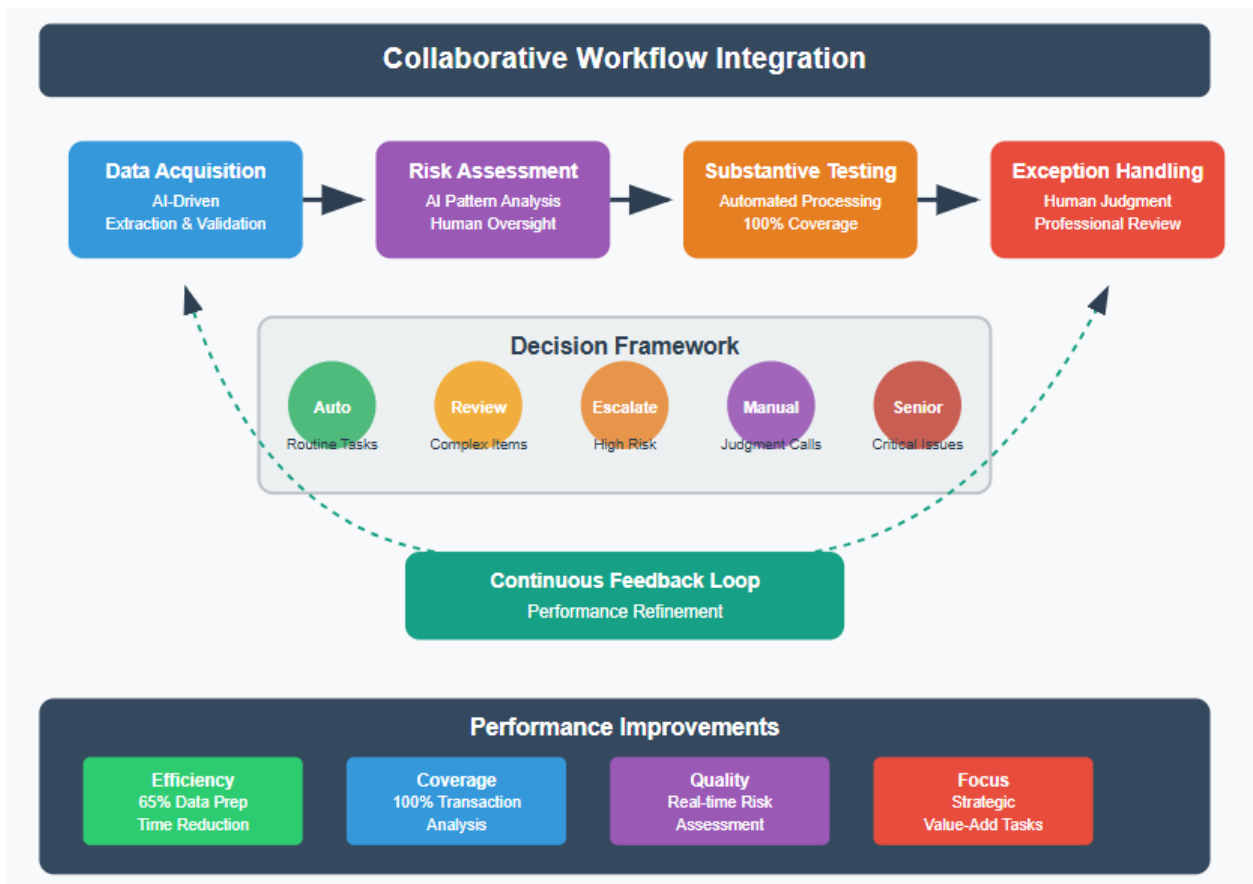 Collaborative Workflow Integration
Data Acquisition
AI-Driven
Extraction & Validation
Risk Assessment
AI Pattern Analysis
Human Oversight
Substantive Testing
Automated Processing
100% Coverage
Exception Handling
Human Judgment
Professional Review
Decision Framework
Auto
Routine Tasks
Review
Complex Items
Escalate
High Risk
Manual
Judgment Calls
Senior
Critical Issues
Continuous Feedback Loop
Performance Refinement
Performance Improvements
Efficiency
65% Data Prep
Time Reduction
Coverage
100% Transaction
Analysis
Quality
Real-time Risk
Assessment
Focus
Strategic
Value-Add Tasks